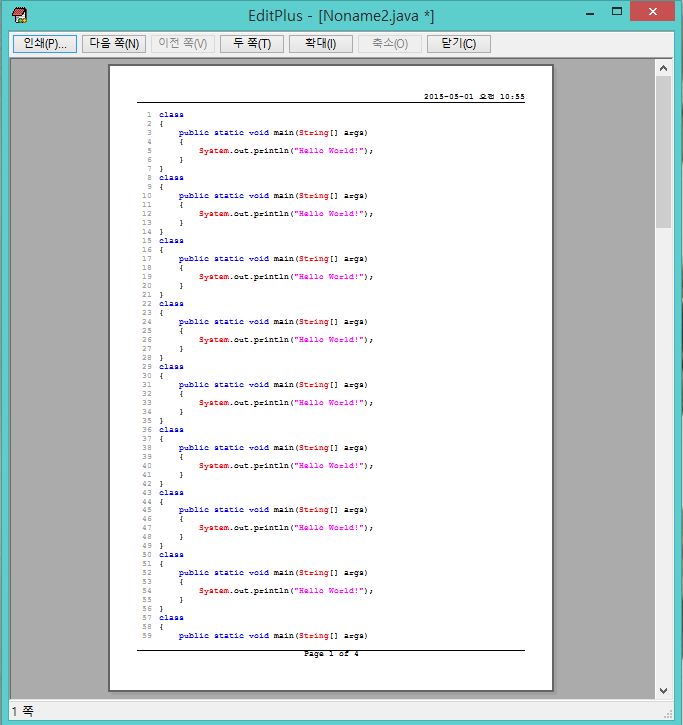 EditPlus - [Noname2.java *]
인쇄(P)... 다음 쪽(N) 이전 쪽(V) 두 쪽(T) 확대(I) 축소(O) 닫기(C)
2015-05-01 오전 10:55
1 class
2 {
3     public static void main(String[] args)
4     {
5         System.out.println("Hello World!");
6     }
7 }
8 class
9 {
10     public static void main(String[] args)
11     {
12         System.out.println("Hello World!");
13     }
14 }
15 class
16 {
17     public static void main(String[] args)
18     {
19         System.out.println("Hello World!");
20     }
21 }
22 class
23 {
24     public static void main(String[] args)
25     {
26         System.out.println("Hello World!");
27     }
28 }
29 class
30 {
31     public static void main(String[] args)
32     {
33         System.out.println("Hello World!");
34     }
35 }
36 class
37 {
38     public static void main(String[] args)
39     {
40         System.out.println("Hello World!");
41     }
42 }
43 class
44 {
45     public static void main(String[] args)
46     {
47         System.out.println("Hello World!");
48     }
49 }
50 class
51 {
52     public static void main(String[] args)
53     {
54         System.out.println("Hello World!");
55     }
56 }
57 class
58 {
59     public static void main(String[] args)
Page 1 of 4
1 쪽